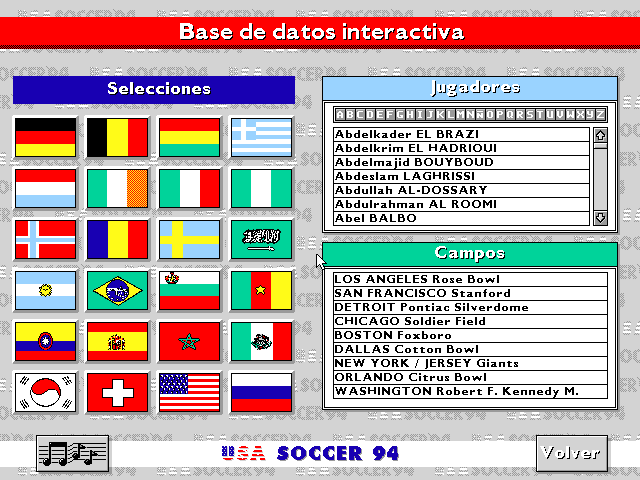 Base de datos interactiva
Selecciones
Jugadores
ABCDEFGHIJKLMNÑOPQRSTUVWXYZ
Abdelkader EL BRAZI
Abdelkrim EL HADRIOUI
Abdelmajid BOUYBOUD
Abdeslam LAGHRISSI
Abdullah AL-DOSSARY
Abdulrahman AL ROOMI
Abel BALBO
Campos
LOS ANGELES Rose Bowl
SAN FRANCISCO Stanford
DETROIT Pontiac Silverdome
CHICAGO Soldier Field
BOSTON Foxboro
DALLAS Cotton Bowl
NEW YORK / JERSEY Giants
ORLANDO Citrus Bowl
WASHINGTON Robert F. Kennedy M.
USA SOCCER 94
Volver